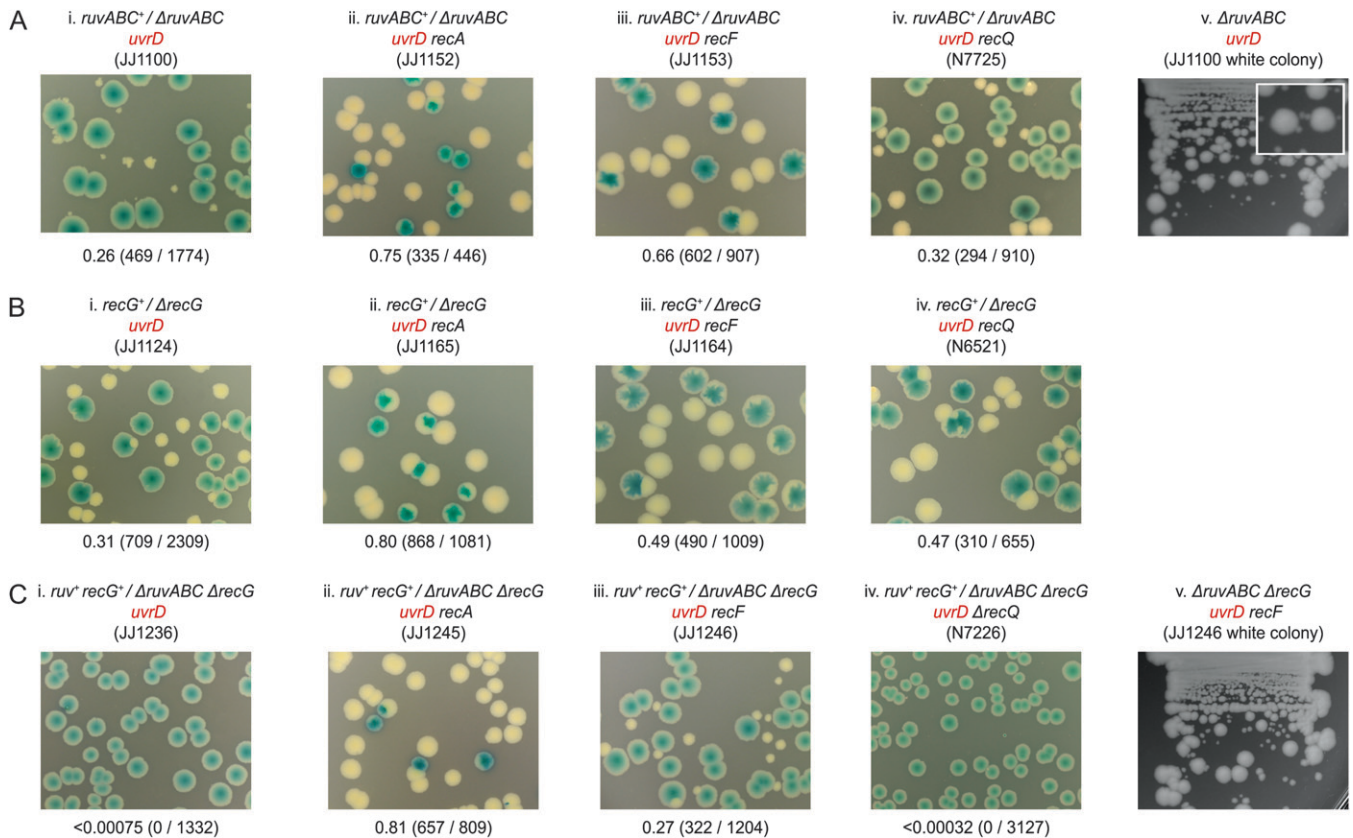 A
i. ruvABC⁺ / ΔruvABC
uvrD
(JJ1100)
0.26 (469 / 1774)
ii. ruvABC⁺ / ΔruvABC
uvrD recA
(JJ1152)
0.75 (335 / 446)
iii. ruvABC⁺ / ΔruvABC
uvrD recF
(JJ1153)
0.66 (602 / 907)
iv. ruvABC⁺ / ΔruvABC
uvrD recQ
(N7725)
0.32 (294 / 910)
v. ΔruvABC
uvrD
(JJ1100 white colony)
B
i. recG⁺ / ΔrecG
uvrD
(JJ1124)
0.31 (709 / 2309)
ii. recG⁺ / ΔrecG
uvrD recA
(JJ1165)
0.80 (868 / 1081)
iii. recG⁺ / ΔrecG
uvrD recF
(JJ1164)
0.49 (490 / 1009)
iv. recG⁺ / ΔrecG
uvrD recQ
(N6521)
0.47 (310 / 655)
C
i. ruv⁺ recG⁺ / ΔruvABC ΔrecG
uvrD
(JJ1236)
<0.00075 (0 / 1332)
ii. ruv⁺ recG⁺ / ΔruvABC ΔrecG
uvrD recA
(JJ1245)
0.81 (657 / 809)
iii. ruv⁺ recG⁺ / ΔruvABC ΔrecG
uvrD recF
(JJ1246)
0.27 (322 / 1204)
iv. ruv⁺ recG⁺ / ΔruvABC ΔrecG
uvrD ΔrecQ
(N7226)
<0.00032 (0 / 3127)
v. ΔruvABC ΔrecG
uvrD recF
(JJ1246 white colony)